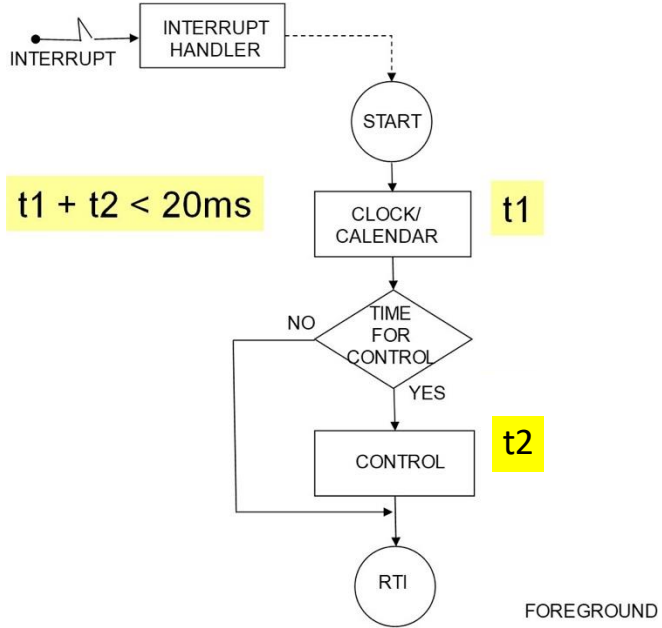 INTERRUPT
INTERRUPT
HANDLER
START
t1 + t2 < 20ms
CLOCK/
CALENDAR
t1
NO
TIME
FOR
CONTROL
YES
CONTROL
t2
RTI
FOREGROUND